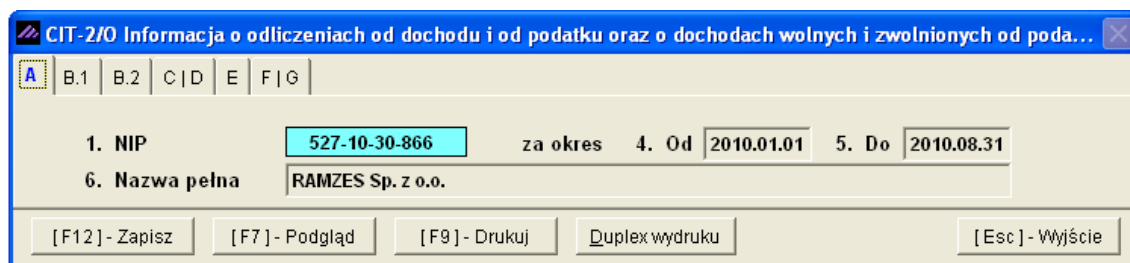 CIT-2/O Informacja o odliczeniach od dochodu i od podatku oraz o dochodach wolnych i zwolnionych od poda...
A B.1 B.2 C|D E F|G
1. NIP 527-10-30-866 za okres 4. Od 2010.01.01 5. Do 2010.08.31
6. Nazwa pełna RAMZES Sp. z o.o.
[F12] - Zapisz [F7] - Podgląd [F9] - Drukuj Duplex wydruku [Esc] - Wyjście